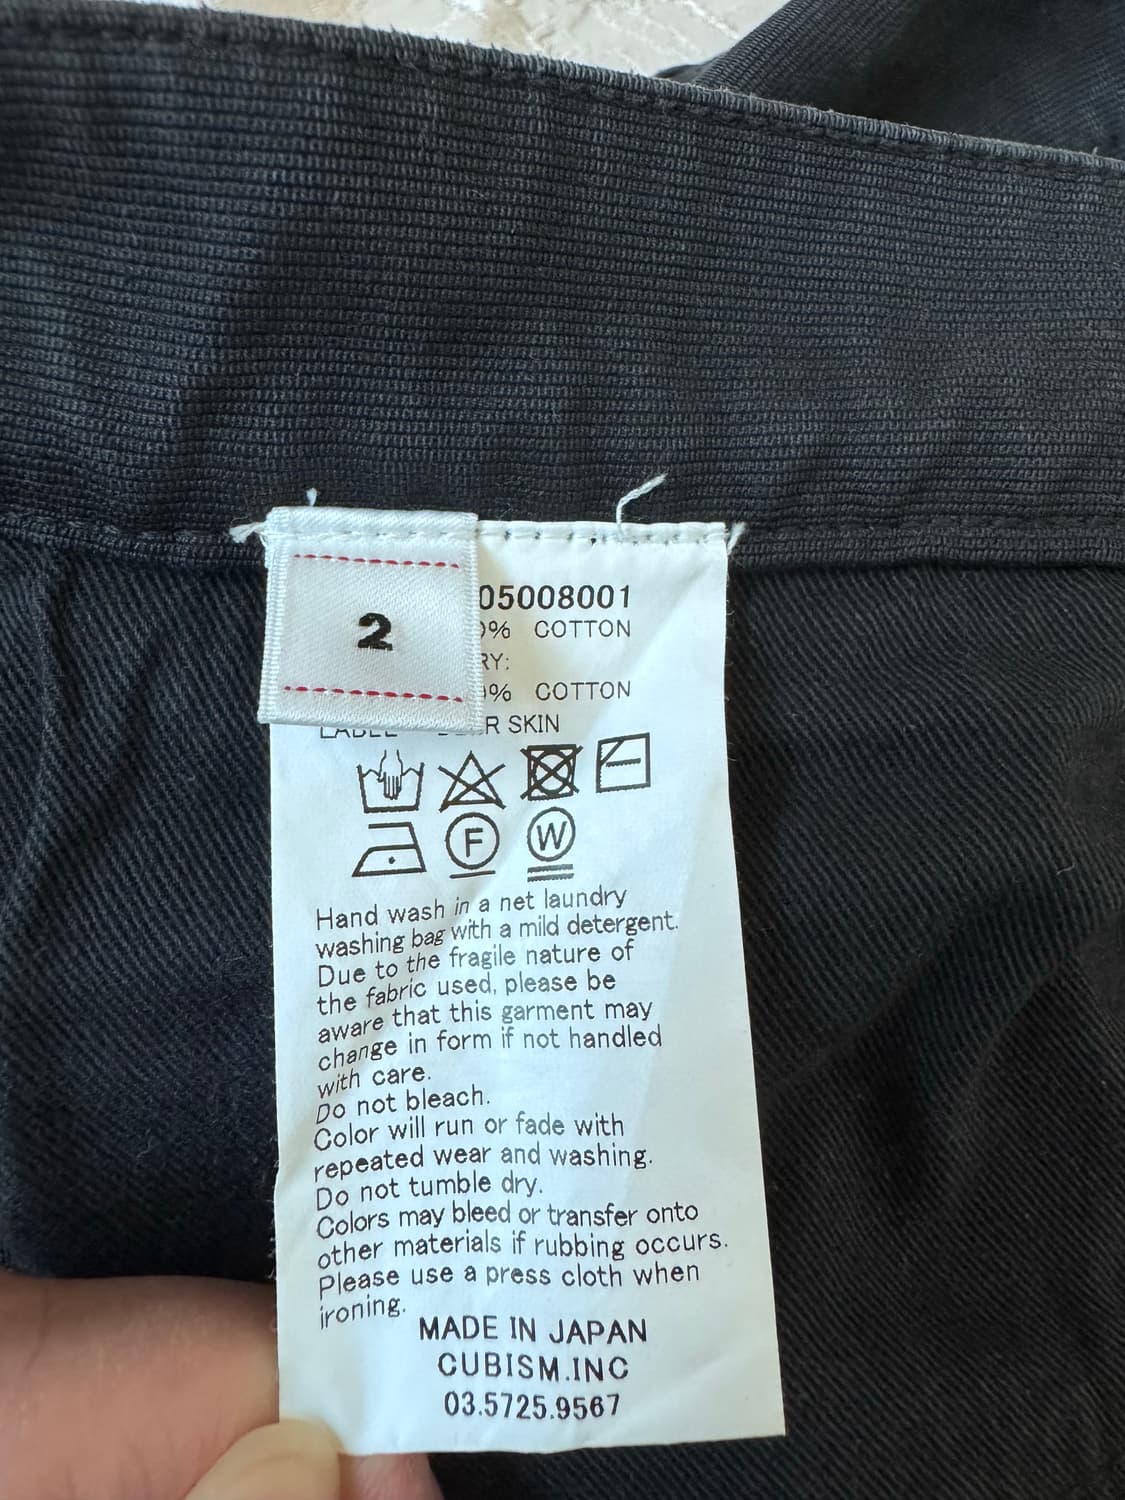 2
05008001
0% COTTON
RY:
0% COTTON
LABEL R SKIN
F
W
Hand wash in a net laundry
washing bag with a mild detergent.
Due to the fragile nature of
the fabric used, please be
aware that this garment may
change in form if not handled
with care.
Do not bleach.
Color will run or fade with
repeated wear and washing.
Do not tumble dry.
Colors may bleed or transfer onto
other materials if rubbing occurs.
Please use a press cloth when
ironing.
MADE IN JAPAN
CUBISM.INC
03.5725.9567